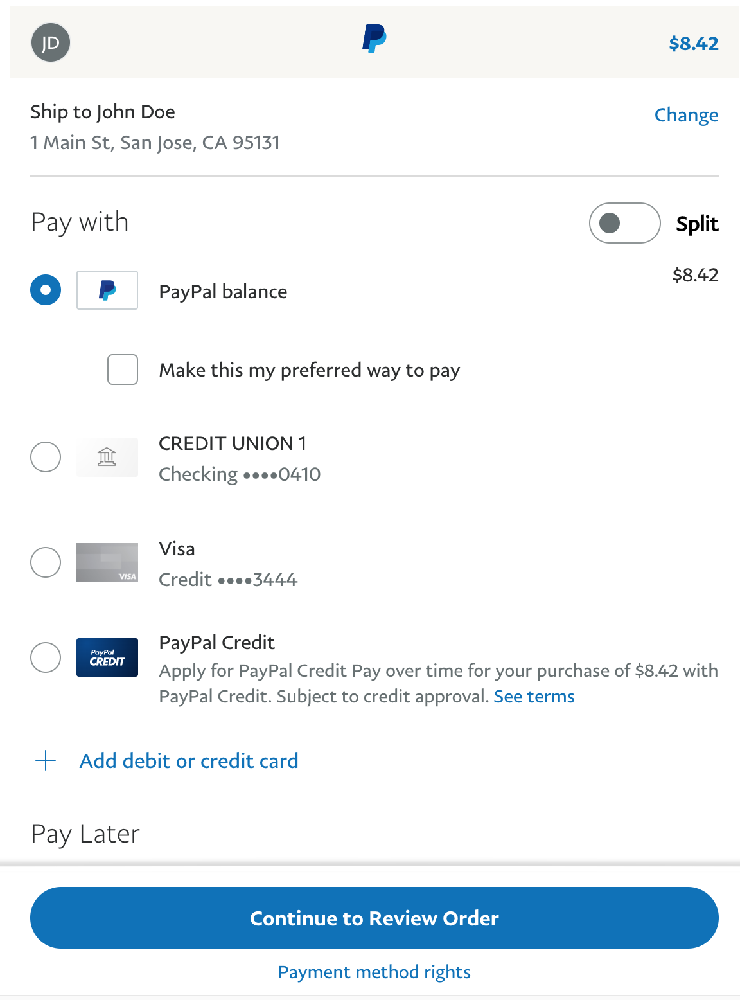 JD
$8.42
Ship to John Doe
Change
1 Main St, San Jose, CA 95131
Pay with
Split
$8.42
PayPal balance
Make this my preferred way to pay
CREDIT UNION 1
Checking ••••0410
VISA
Visa
Credit ••••3444
PayPal
CREDIT
PayPal Credit
Apply for PayPal Credit Pay over time for your purchase of $8.42 with
PayPal Credit. Subject to credit approval. See terms
Add debit or credit card
Pay Later
Continue to Review Order
Payment method rights